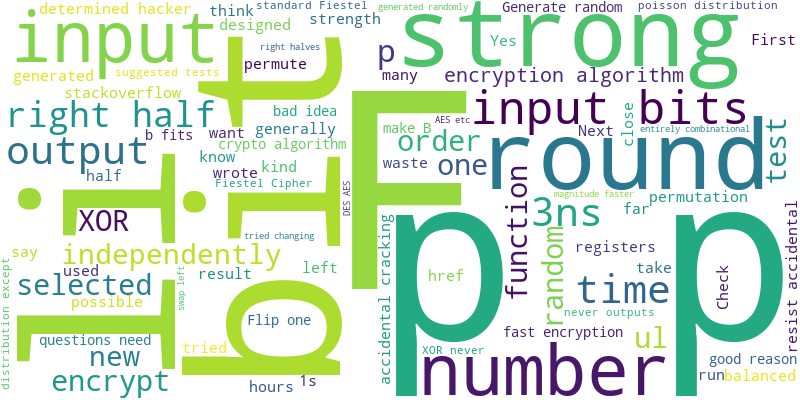 determined hacker
think
standard Fiestel
generated randomly
Generate random
poisson distribution
input
designed
strength
strong
First
right halves
p
Yes
generated
suggested tests
permute
many
encryption algorithm
stackoverflow
t
F
input bits
right half
b fits
want
bad idea
generally
make B
AES etc
Next
close
entirely combinational
output
crypto algorithm
order
round
test
know
kind
waste
one
half
wrote
Fiestel Cipher
DES AES
function
magnitude faster
permutation
XOR
i
i
3ns
far
tried changing
p
p
say
independently
random
registers
resist accidental
used
result
left
href
time
take
Check
selected
possible
swap left
accidental cracking
never outputs
distribution except
l
b
Flip one
fast encryption
ul
questions need
new
tried
XOR never
number
good reason
encrypt
hours
1s
run
balanced